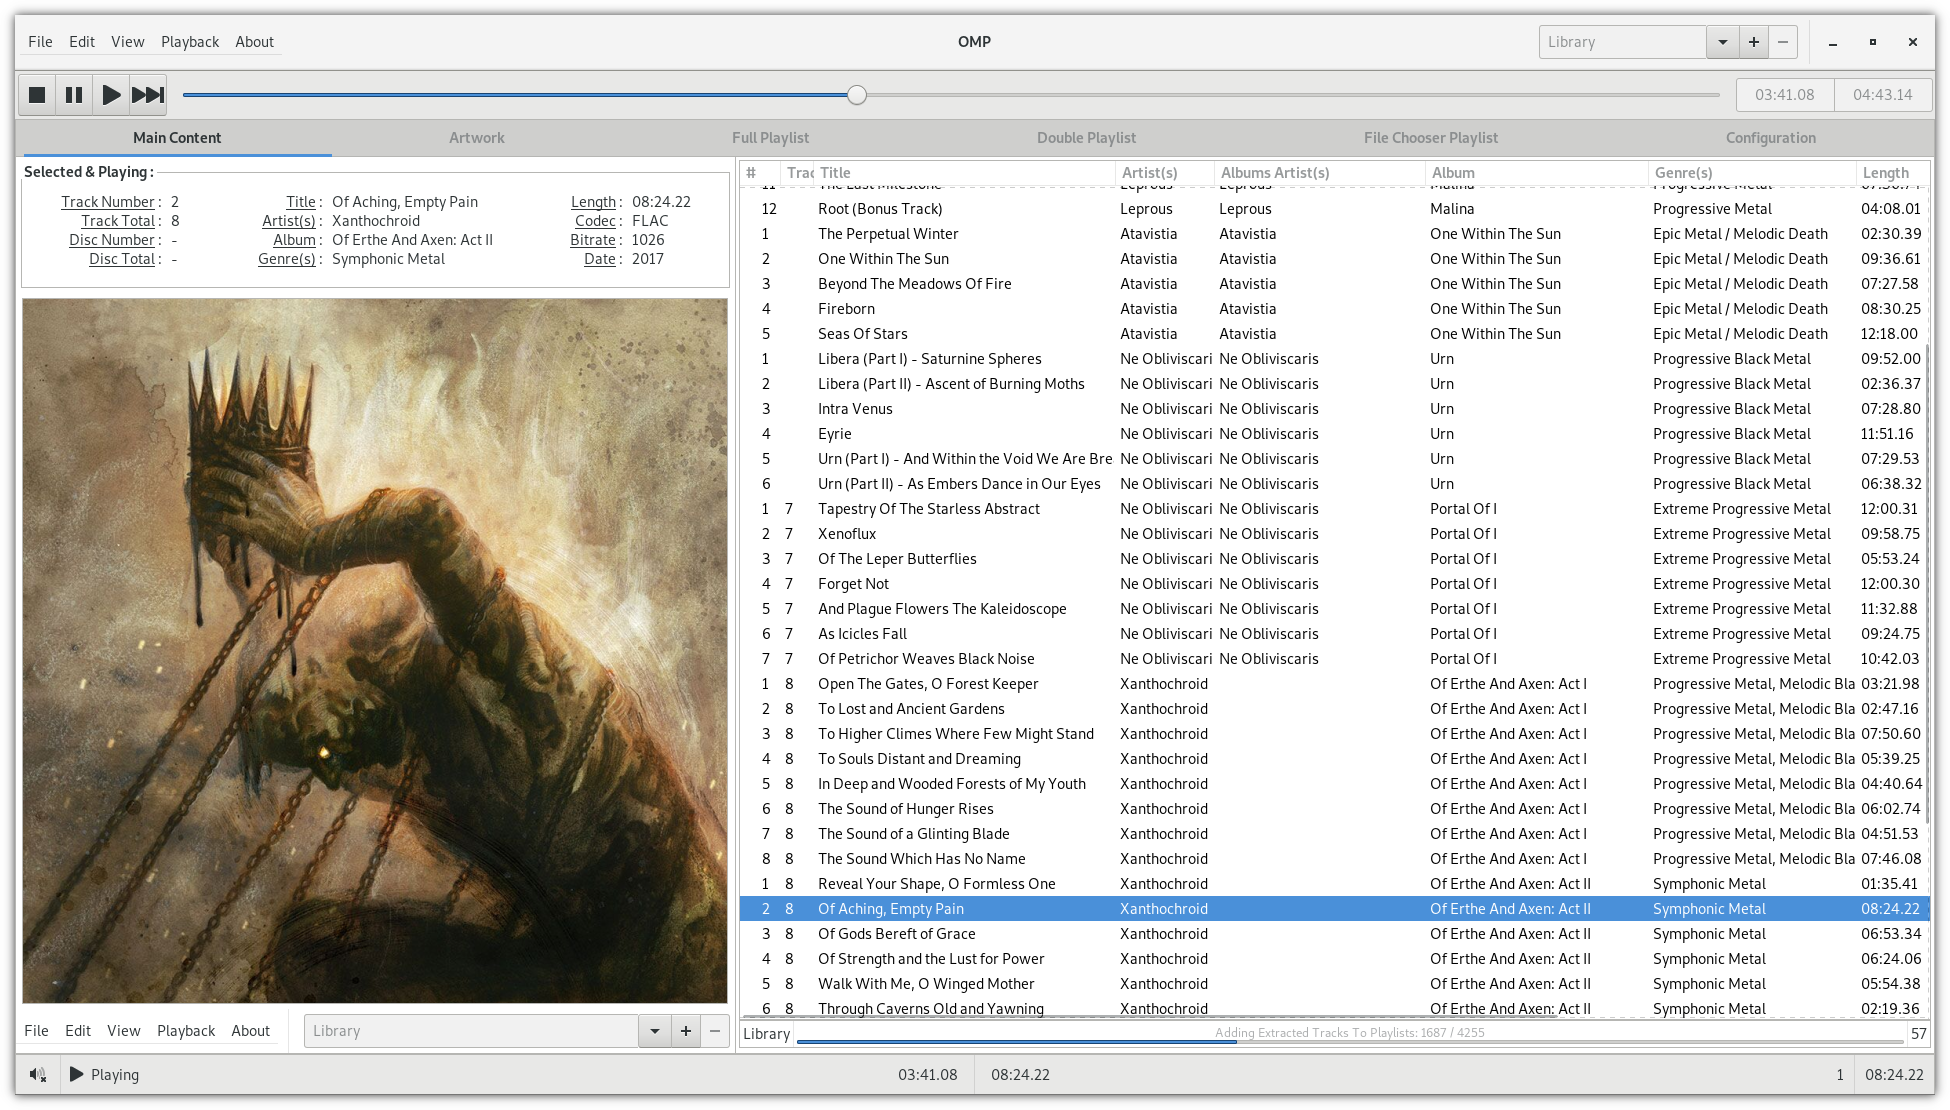 File Edit View Playback About OMP Library
03:41.08 04:43.14
Main Content Artwork Full Playlist Double Playlist File Chooser Playlist Configuration
Selected & Playing :
Track Number : 2 Title : Of Aching, Empty Pain Length : 08:24.22
Track Total : 8 Artist(s) : Xanthochroid Codec : FLAC
Disc Number : - Album : Of Erthe And Axen: Act II Bitrate : 1026
Disc Total : - Genre(s) : Symphonic Metal Date : 2017
# Trac Title Artist(s) Albums Artist(s) Album Genre(s) Length
11 The Last Milestone Leprous Leprous Malina Progressive Metal
12 Root (Bonus Track) Leprous Leprous Malina Progressive Metal 04:08.01
1 The Perpetual Winter Atavistia Atavistia One Within The Sun Epic Metal / Melodic Death 02:30.39
2 One Within The Sun Atavistia Atavistia One Within The Sun Epic Metal / Melodic Death 09:36.61
3 Beyond The Meadows Of Fire Atavistia Atavistia One Within The Sun Epic Metal / Melodic Death 07:27.58
4 Fireborn Atavistia Atavistia One Within The Sun Epic Metal / Melodic Death 08:30.25
5 Seas Of Stars Atavistia Atavistia One Within The Sun Epic Metal / Melodic Death 12:18.00
1 Libera (Part I) - Saturnine Spheres Ne Obliviscari Ne Obliviscaris Urn Progressive Black Metal 09:52.00
2 Libera (Part II) - Ascent of Burning Moths Ne Obliviscari Ne Obliviscaris Urn Progressive Black Metal 02:36.37
3 Intra Venus Ne Obliviscari Ne Obliviscaris Urn Progressive Black Metal 07:28.80
4 Eyrie Ne Obliviscari Ne Obliviscaris Urn Progressive Black Metal 11:51.16
5 Urn (Part I) - And Within the Void We Are Bre Ne Obliviscari Ne Obliviscaris Urn Progressive Black Metal 07:29.53
6 Urn (Part II) - As Embers Dance in Our Eyes Ne Obliviscari Ne Obliviscaris Urn Progressive Black Metal 06:38.32
1 7 Tapestry Of The Starless Abstract Ne Obliviscari Ne Obliviscaris Portal Of I Extreme Progressive Metal 12:00.31
2 7 Xenoflux Ne Obliviscari Ne Obliviscaris Portal Of I Extreme Progressive Metal 09:58.75
3 7 Of The Leper Butterflies Ne Obliviscari Ne Obliviscaris Portal Of I Extreme Progressive Metal 05:53.24
4 7 Forget Not Ne Obliviscari Ne Obliviscaris Portal Of I Extreme Progressive Metal 12:00.30
5 7 And Plague Flowers The Kaleidoscope Ne Obliviscari Ne Obliviscaris Portal Of I Extreme Progressive Metal 11:32.88
6 7 As Icicles Fall Ne Obliviscari Ne Obliviscaris Portal Of I Extreme Progressive Metal 09:24.75
7 7 Of Petrichor Weaves Black Noise Ne Obliviscari Ne Obliviscaris Portal Of I Extreme Progressive Metal 10:42.03
1 8 Open The Gates, O Forest Keeper Xanthochroid Of Erthe And Axen: Act I Progressive Metal, Melodic Bla 03:21.98
2 8 To Lost and Ancient Gardens Xanthochroid Of Erthe And Axen: Act I Progressive Metal, Melodic Bla 02:47.16
3 8 To Higher Climes Where Few Might Stand Xanthochroid Of Erthe And Axen: Act I Progressive Metal, Melodic Bla 07:50.60
4 8 To Souls Distant and Dreaming Xanthochroid Of Erthe And Axen: Act I Progressive Metal, Melodic Bla 05:39.25
5 8 In Deep and Wooded Forests of My Youth Xanthochroid Of Erthe And Axen: Act I Progressive Metal, Melodic Bla 04:40.64
6 8 The Sound of Hunger Rises Xanthochroid Of Erthe And Axen: Act I Progressive Metal, Melodic Bla 06:02.74
7 8 The Sound of a Glinting Blade Xanthochroid Of Erthe And Axen: Act I Progressive Metal, Melodic Bla 04:51.53
8 8 The Sound Which Has No Name Xanthochroid Of Erthe And Axen: Act I Progressive Metal, Melodic Bla 07:46.08
1 8 Reveal Your Shape, O Formless One Xanthochroid Of Erthe And Axen: Act II Symphonic Metal 01:35.41
2 8 Of Aching, Empty Pain Xanthochroid Of Erthe And Axen: Act II Symphonic Metal 08:24.22
3 8 Of Gods Bereft of Grace Xanthochroid Of Erthe And Axen: Act II Symphonic Metal 06:53.34
4 8 Of Strength and the Lust for Power Xanthochroid Of Erthe And Axen: Act II Symphonic Metal 06:24.06
5 8 Walk With Me, O Winged Mother Xanthochroid Of Erthe And Axen: Act II Symphonic Metal 05:54.38
6 8 Through Caverns Old and Yawning Xanthochroid Of Erthe And Axen: Act II Symphonic Metal 02:19.36
File Edit View Playback About Library
Library Adding Extracted Tracks To Playlists: 1687 / 4255 57
Playing 03:41.08 08:24.22 1 08:24.22